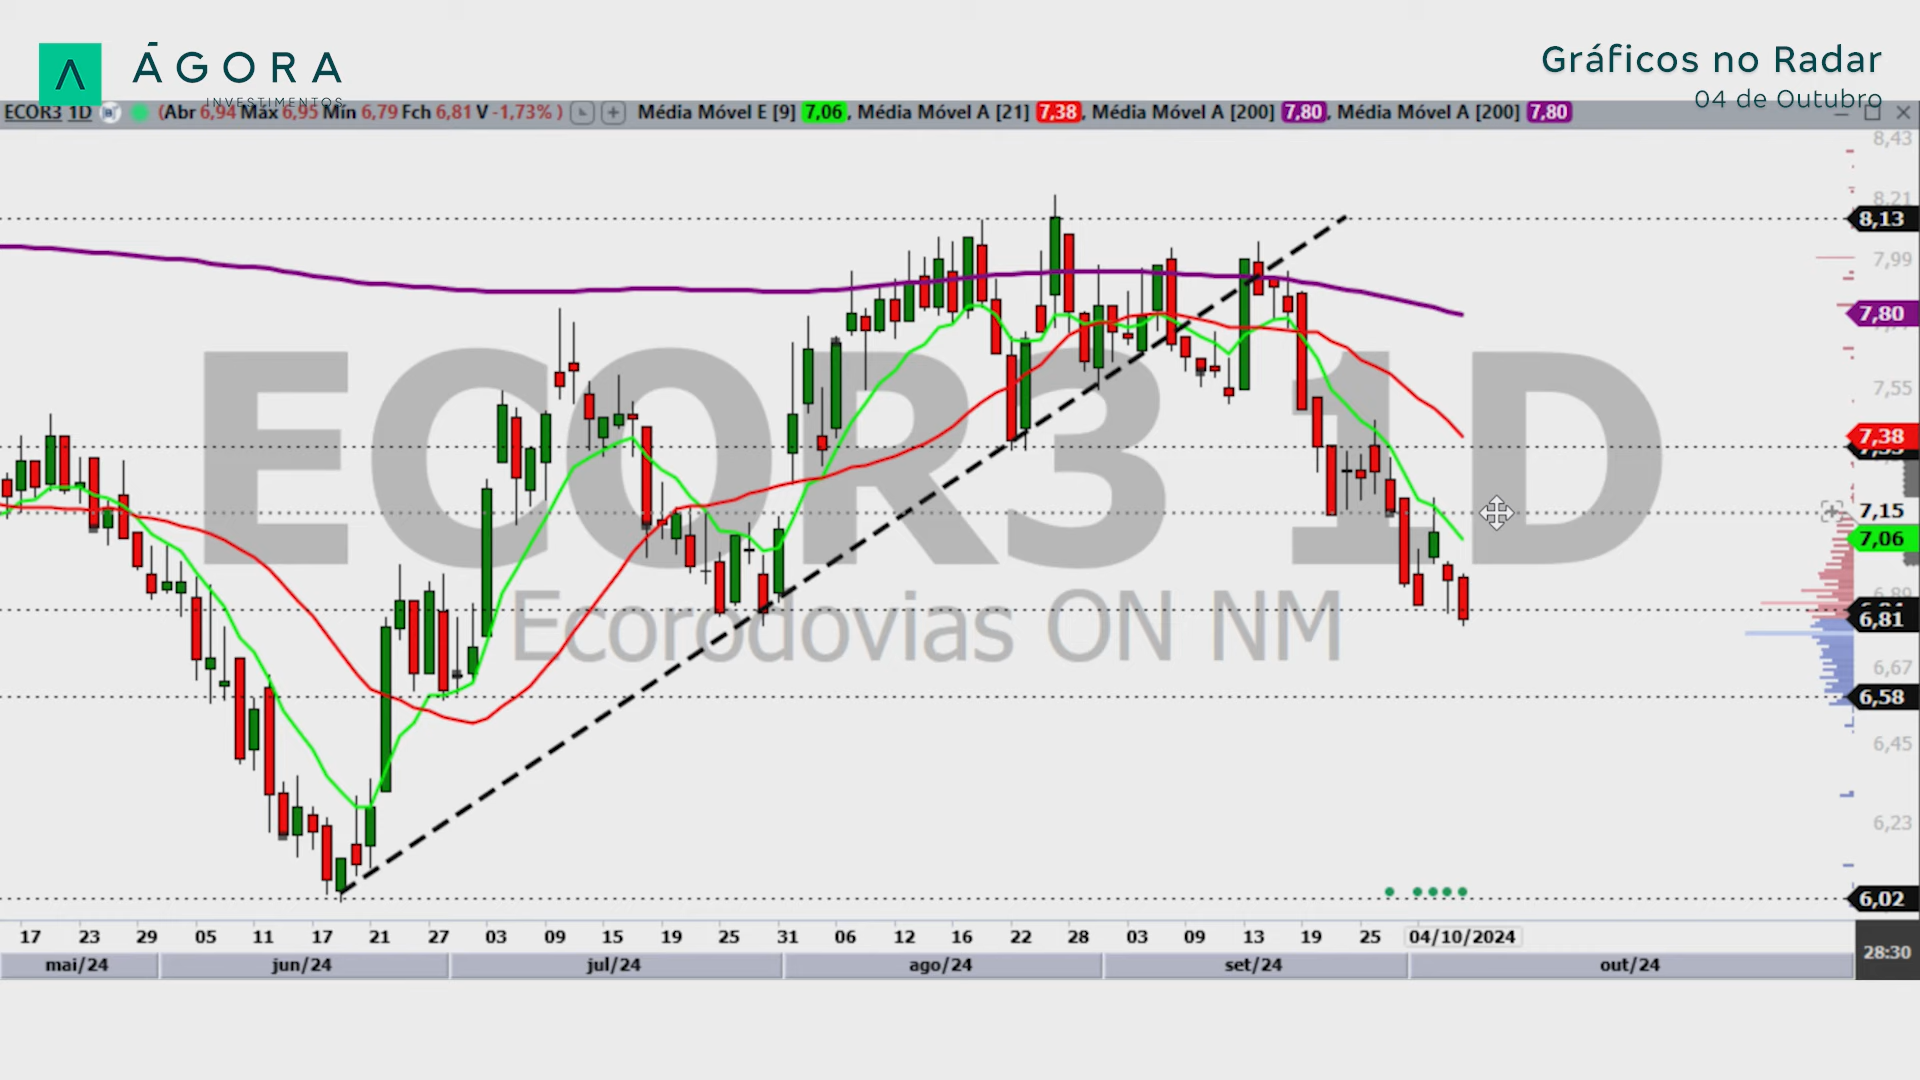 ÁGORA
INVESTIMENTOS
Gráficos no Radar
04 de Outubro
ECOR3 1D (Abr 6,94 Máx 6,95 Mín 6,79 Fch 6,81 V -1,73% ) Média Móvel E [9] 7,06, Média Móvel A [21] 7,38, Média Móvel A [200] 7,80, Média Móvel A [200] 7,80
ECOR3 1D
Ecorodovias ON NM
8,43
8,21
8,13
7,99
7,80
7,55
7,38
7,15
7,06
6,89
6,81
6,67
6,58
6,45
6,23
6,02
17 23 29 05 11 17 21 27 03 09 15 19 25 31 06 12 16 22 28 03 09 13 19 25 04/10/2024
mai/24 jun/24 jul/24 ago/24 set/24 out/24
28:30